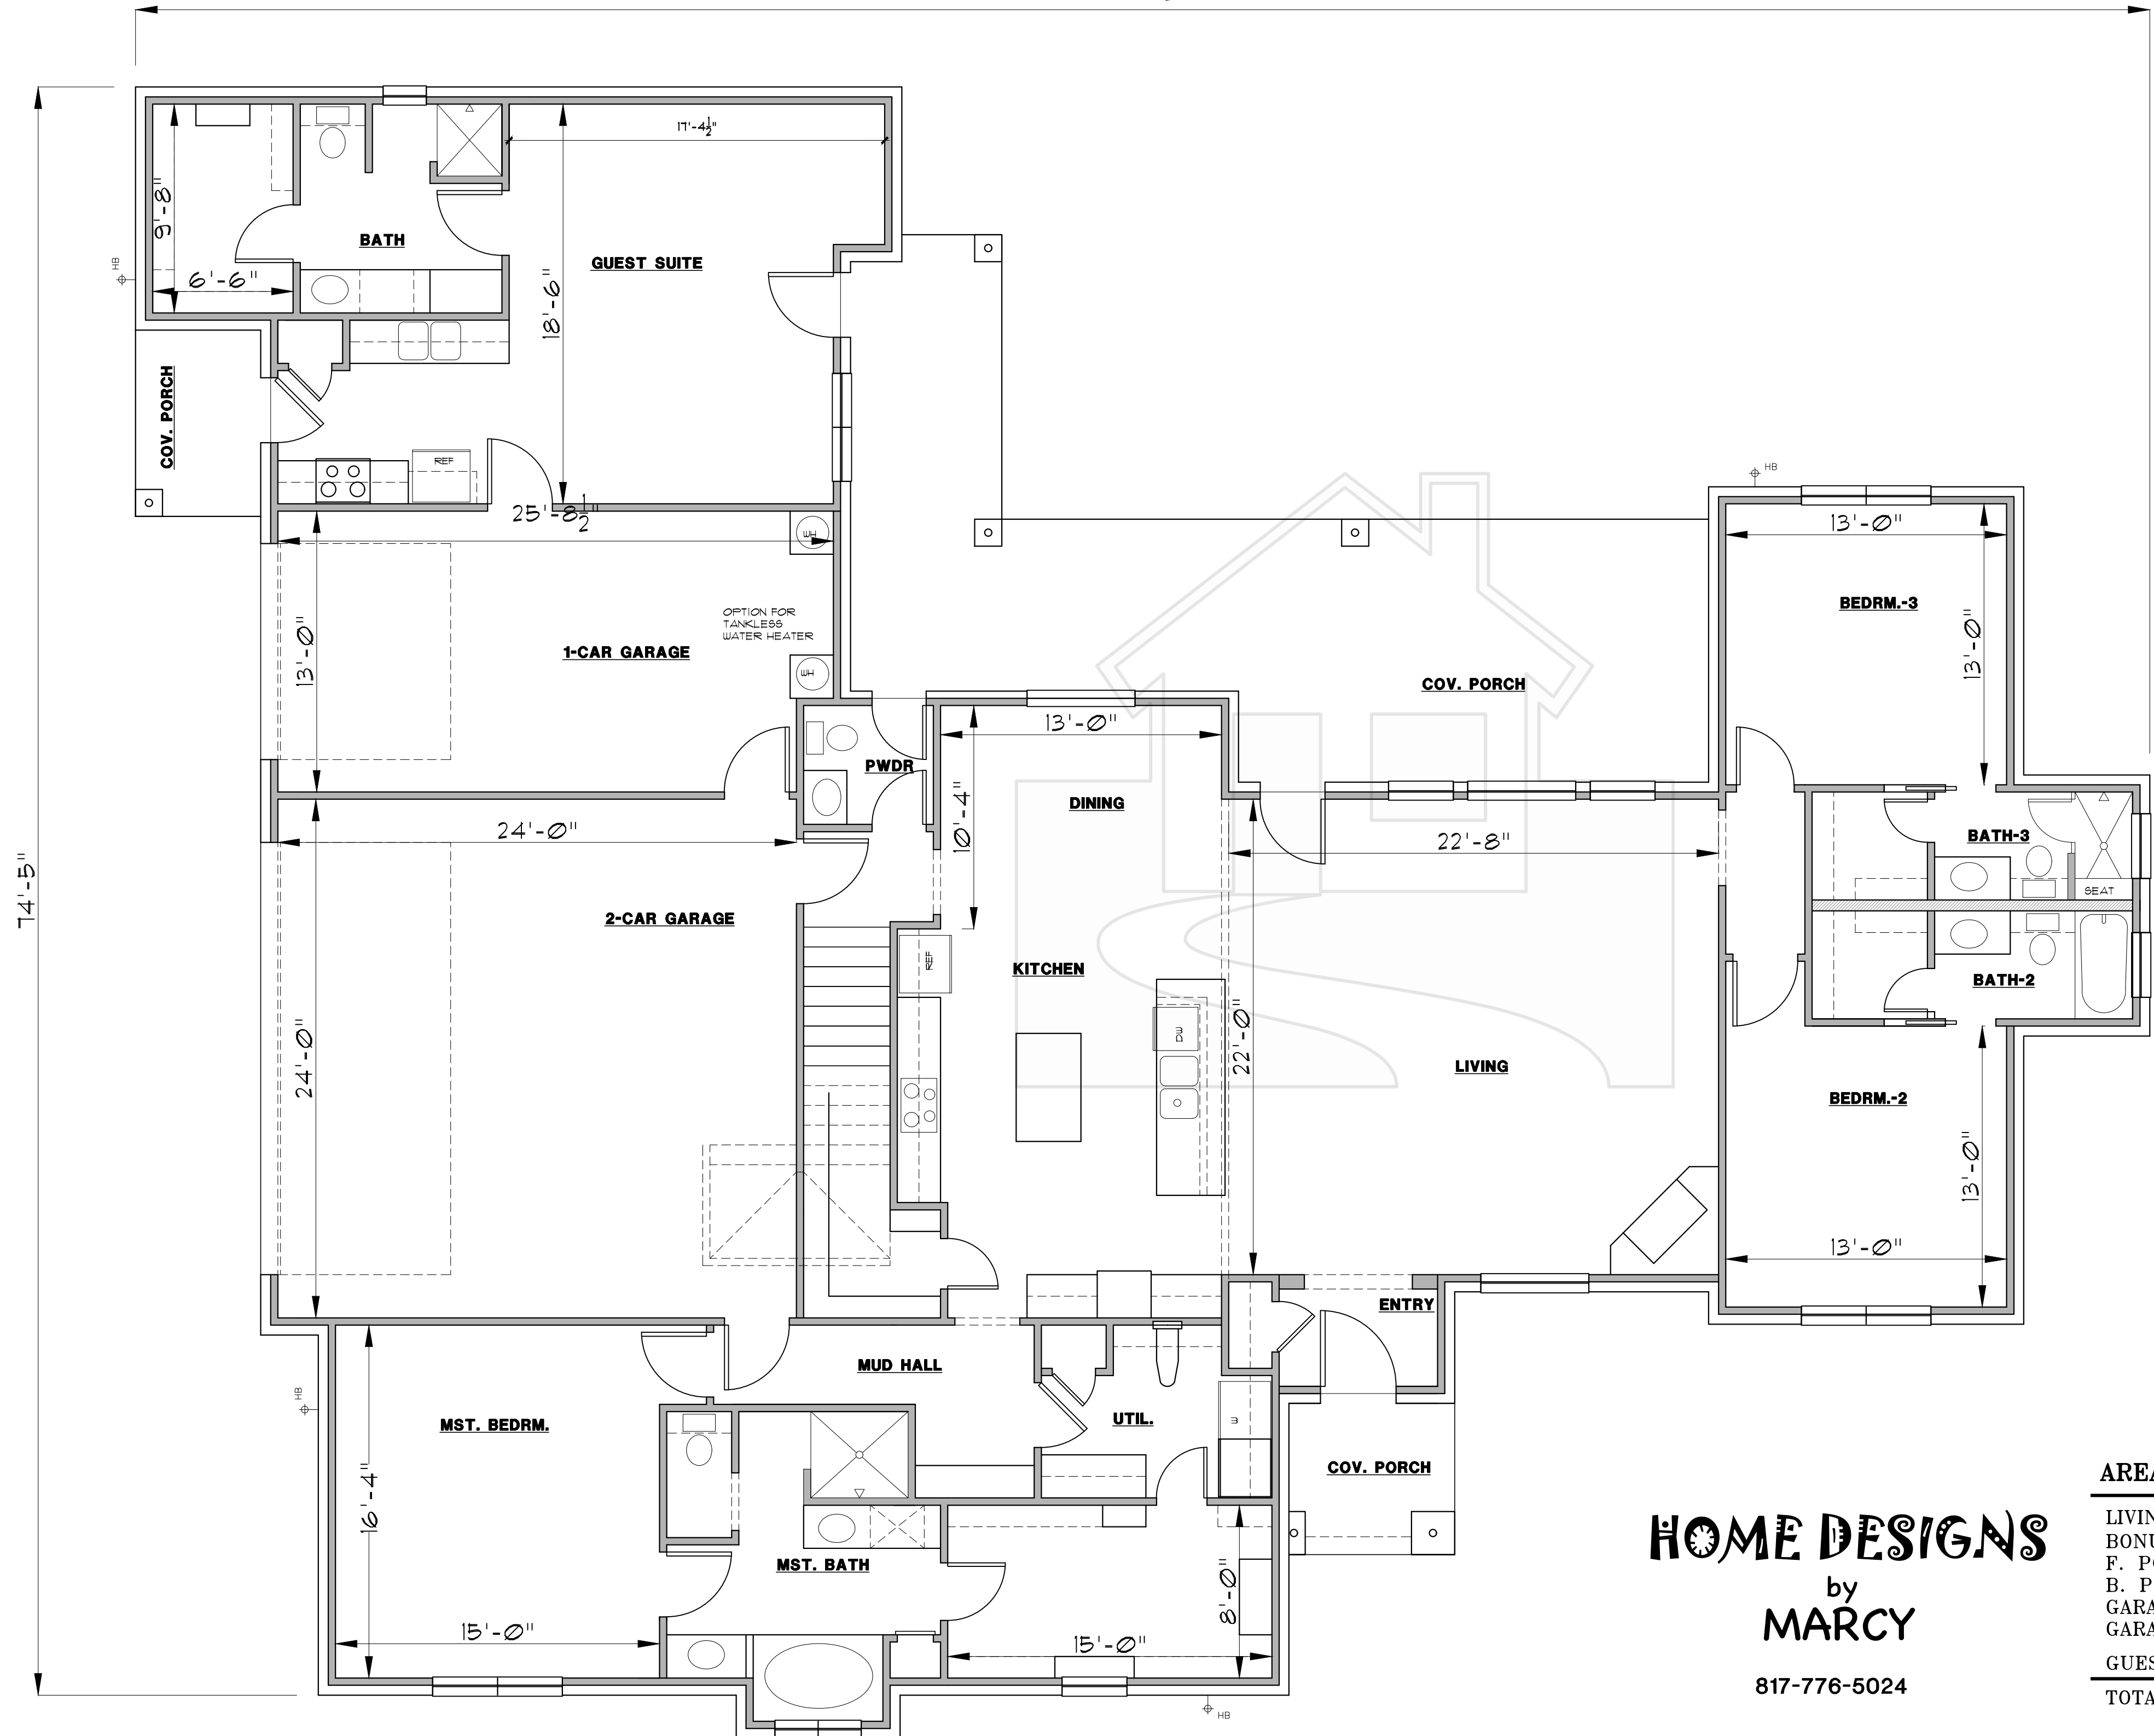 17'-4 1/2"
9'-8"
BATH
GUEST SUITE
HB
6'-6"
18'-6"
COV. PORCH
REF
HB
13'-0"
25'-8 1/2"
WH
BEDRM.-3
OPTION FOR
TANKLESS
WATER HEATER
13'-0"
13'-0"
1-CAR GARAGE
WH
COV. PORCH
13'-0"
PWDR
DINING
10'-4"
24'-0"
22'-8"
BATH-3
74'-5"
SEAT
2-CAR GARAGE
REF
KITCHEN
BATH-2
24'-0"
DW
22'-0"
LIVING
BEDRM.-2
13'-0"
13'-0"
ENTRY
MUD HALL
HB
MST. BEDRM.
UTIL.
W
COV. PORCH
16'-4"
MST. BATH
8'-0"
15'-0"
15'-0"
HB
HOME DESIGNS
by
MARCY
817-776-5024
AREA
LIVIN
BONU
F. PO
B. P
GARA
GARA
GUES
TOTA